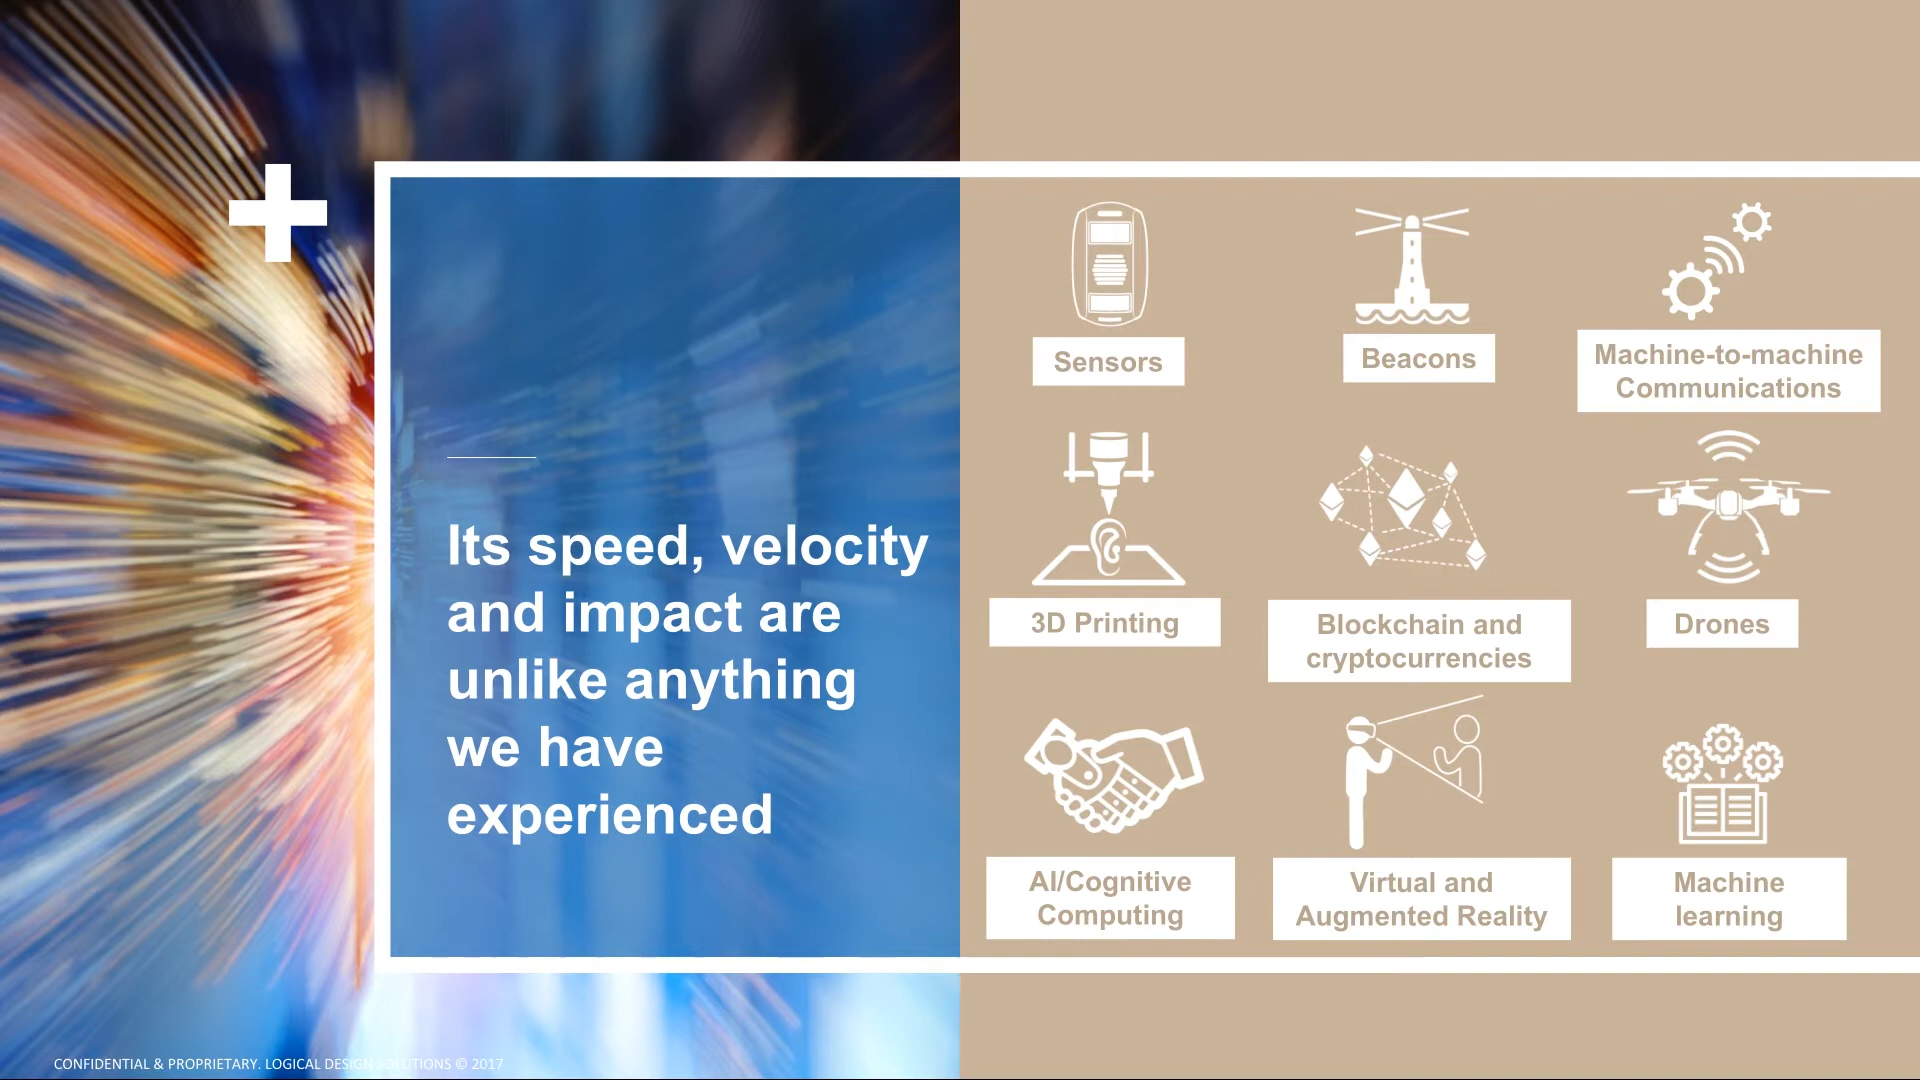 Its speed, velocity
and impact are
unlike anything
we have
experienced
Sensors
Beacons
Machine-to-machine
Communications
3D Printing
Blockchain and
cryptocurrencies
Drones
AI/Cognitive
Computing
Virtual and
Augmented Reality
Machine
learning
CONFIDENTIAL & PROPRIETARY. LOGICAL DESIGN SOLUTIONS © 2017